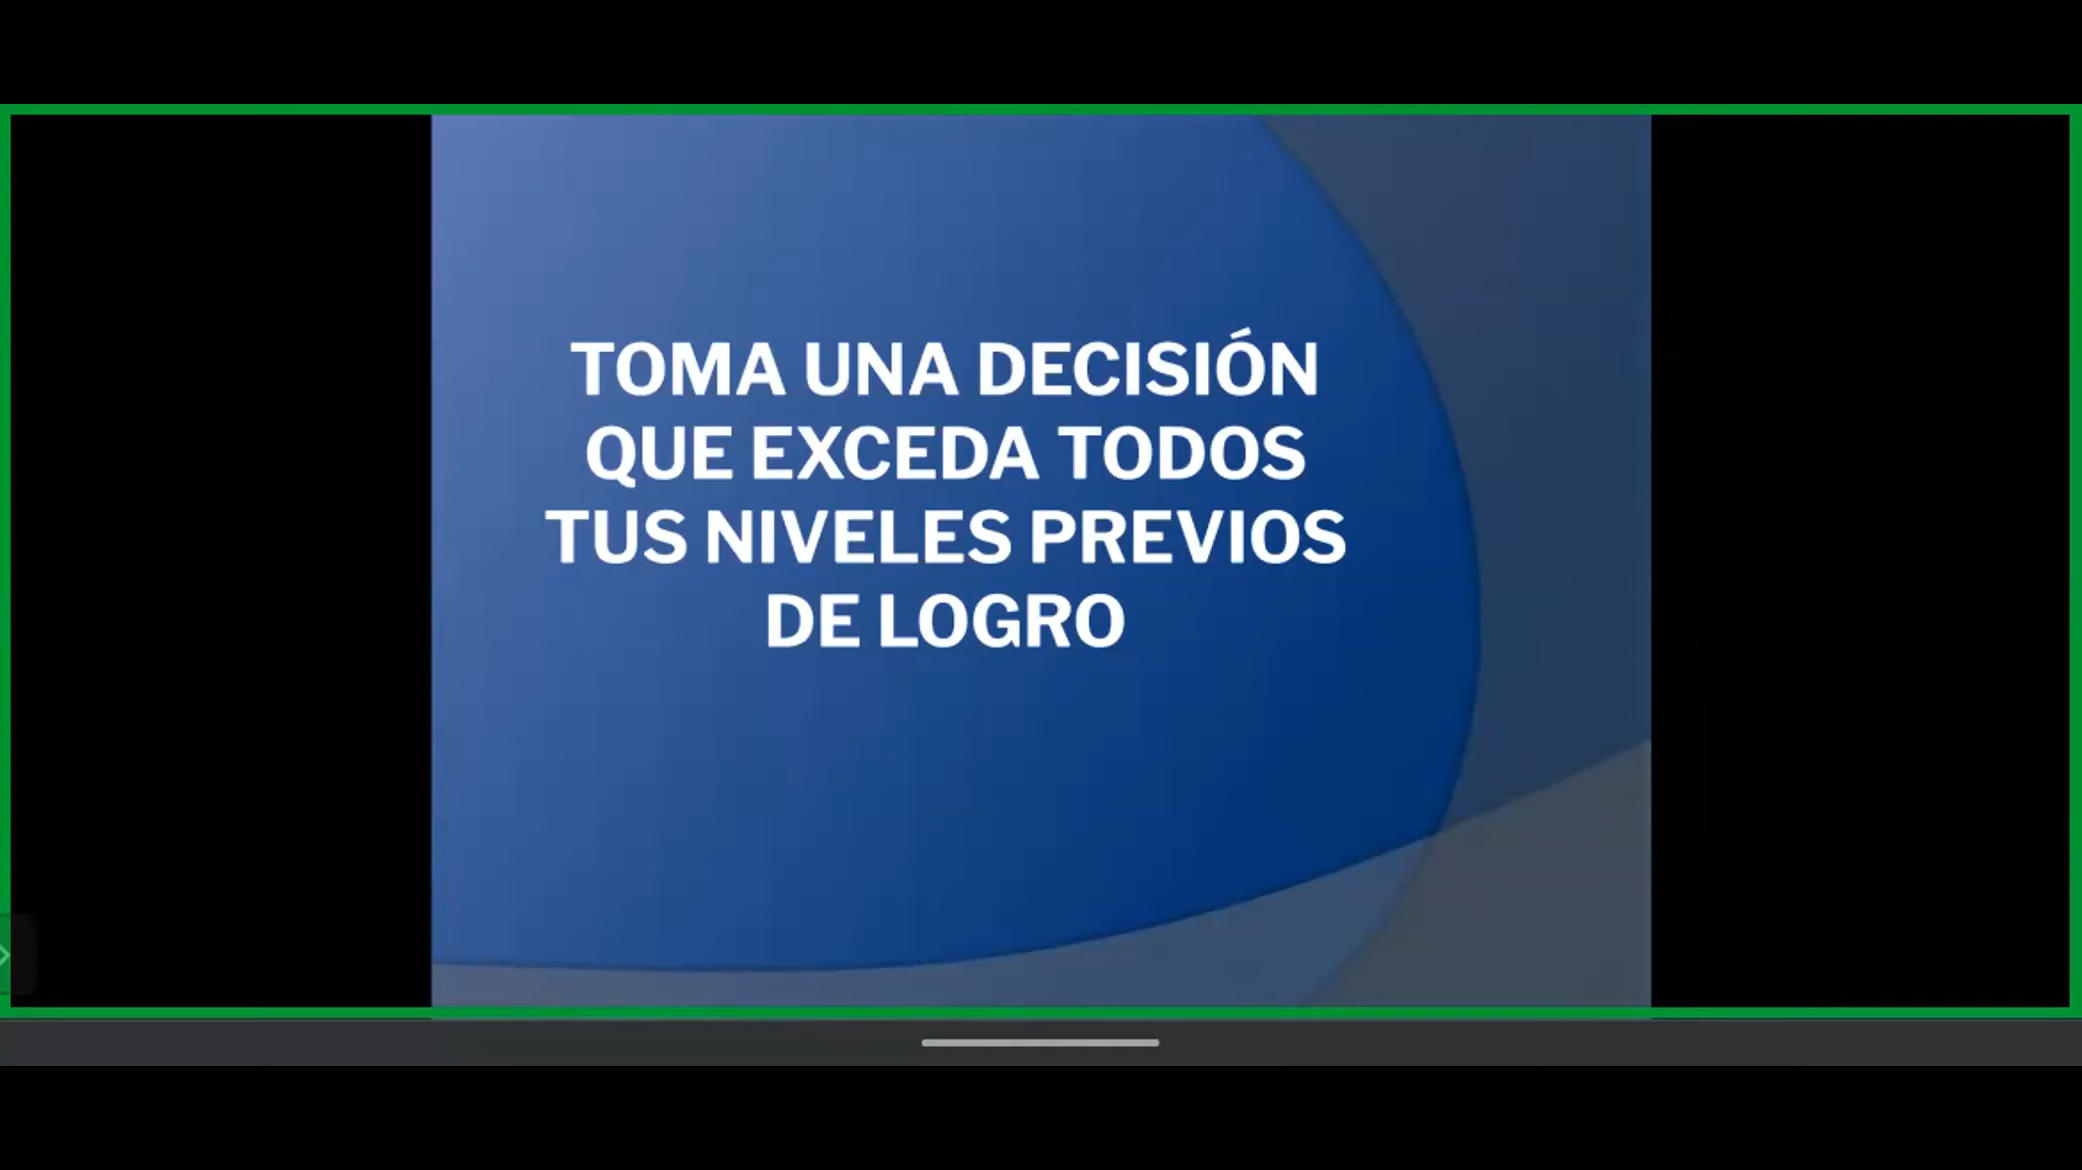 TOMA UNA DECISIÓN
QUE EXCEDA TODOS
TUS NIVELES PREVIOS
DE LOGRO